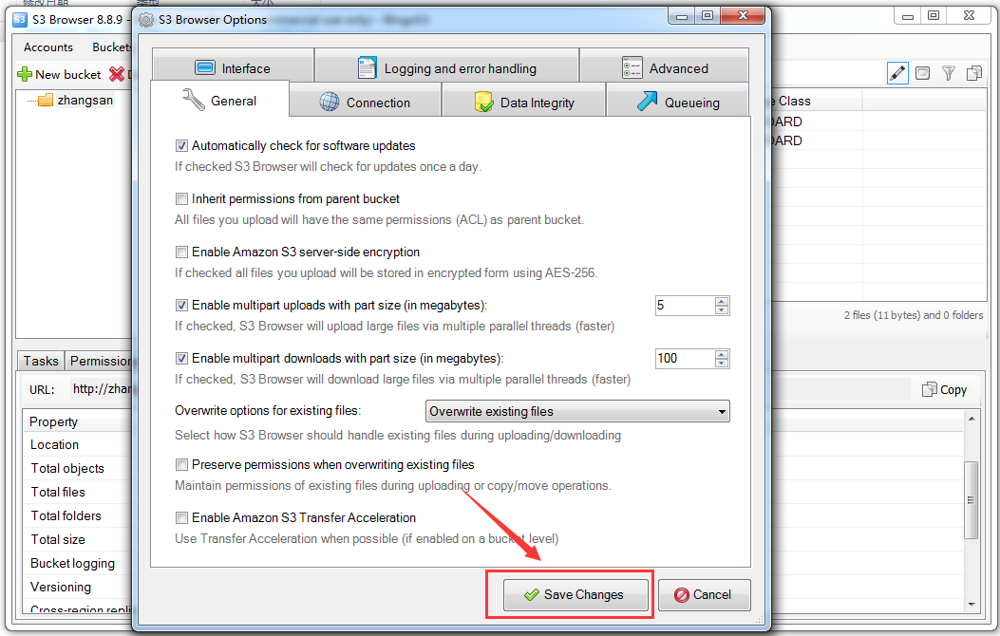 S3 Browser 8.8.9 -
S3 Browser Options
Accounts
Buckets
New bucket
zhangsan
Interface
Logging and error handling
Advanced
General
Connection
Data Integrity
Queueing
Automatically check for software updates
If checked S3 Browser will check for updates once a day.
Inherit permissions from parent bucket
All files you upload will have the same permissions (ACL) as parent bucket.
Enable Amazon S3 server-side encryption
If checked all files you upload will be stored in encrypted form using AES-256.
Enable multipart uploads with part size (in megabytes):
5
If checked, S3 Browser will upload large files via multiple parallel threads (faster)
Enable multipart downloads with part size (in megabytes):
100
If checked, S3 Browser will download large files via multiple parallel threads (faster)
Overwrite options for existing files:
Overwrite existing files
Select how S3 Browser should handle existing files during uploading/downloading
Preserve permissions when overwriting existing files
Maintain permissions of existing files during uploading or copy/move operations.
Enable Amazon S3 Transfer Acceleration
Use Transfer Acceleration when possible (if enabled on a bucket level)
Save Changes
Cancel
Class
DARD
DARD
2 files (11 bytes) and 0 folders
Tasks
Permission
URL:
http://zhan
Copy
Property
Location
Total objects
Total files
Total folders
Total size
Bucket logging
Versioning
Cross-region repli